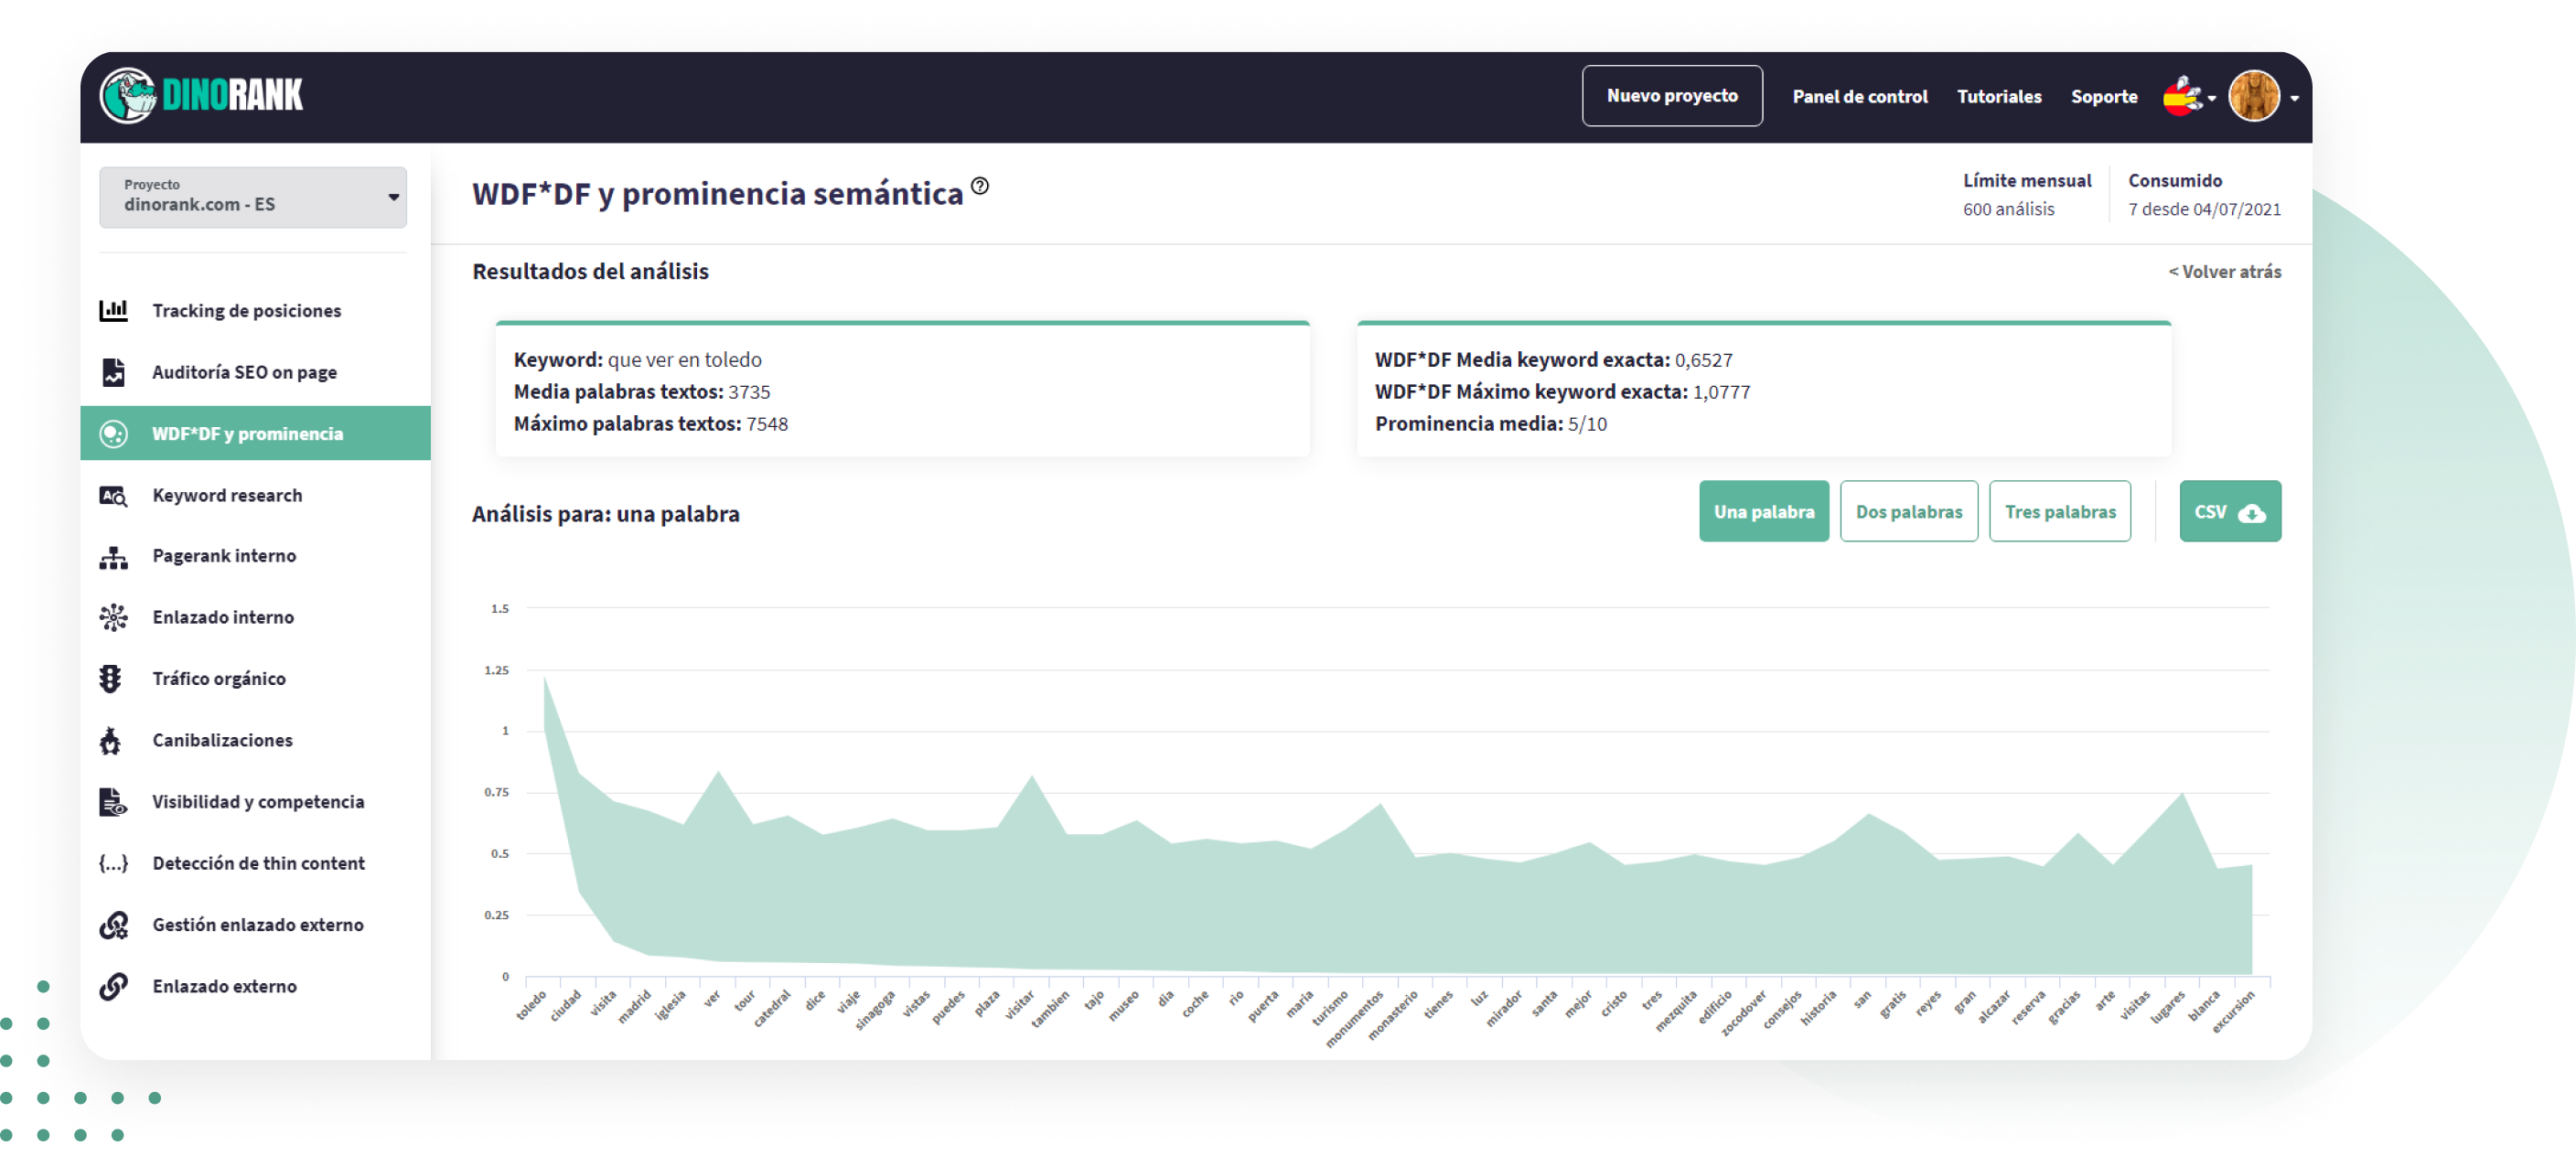 DINORANK
Nuevo proyecto
Panel de control
Tutoriales
Soporte
Proyecto
dinorank.com - ES
Tracking de posiciones
Auditoría SEO on page
WDF*DF y prominencia
Keyword research
Pagerank interno
Enlazado interno
Tráfico orgánico
Canibalizaciones
Visibilidad y competencia
Detección de thin content
Gestión enlazado externo
Enlazado externo
WDF*DF y prominencia semántica
Límite mensual
600 análisis
Consumido
7 desde 04/07/2021
Resultados del análisis
< Volver atrás
Keyword: que ver en toledo
Media palabras textos: 3735
Máximo palabras textos: 7548
WDF*DF Media keyword exacta: 0,6527
WDF*DF Máximo keyword exacta: 1,0777
Prominencia media: 5/10
Análisis para: una palabra
Una palabra
Dos palabras
Tres palabras
CSV
1.5
1.25
1
0.75
0.5
0.25
0
toledo
ciudad
visita
madrid
iglesia
ver
tour
catedral
dice
viaje
sinagoga
vistas
puedes
plaza
visitar
tambien
tajo
museo
dia
coche
rio
puerta
maria
turismo
monumentos
monasterio
tienes
luz
mirador
santa
mejor
cristo
tres
mezquita
edificio
zocodover
consejos
historia
san
gratis
reyes
gran
alcazar
reserva
gracias
arte
visitas
lugares
blanca
excursion